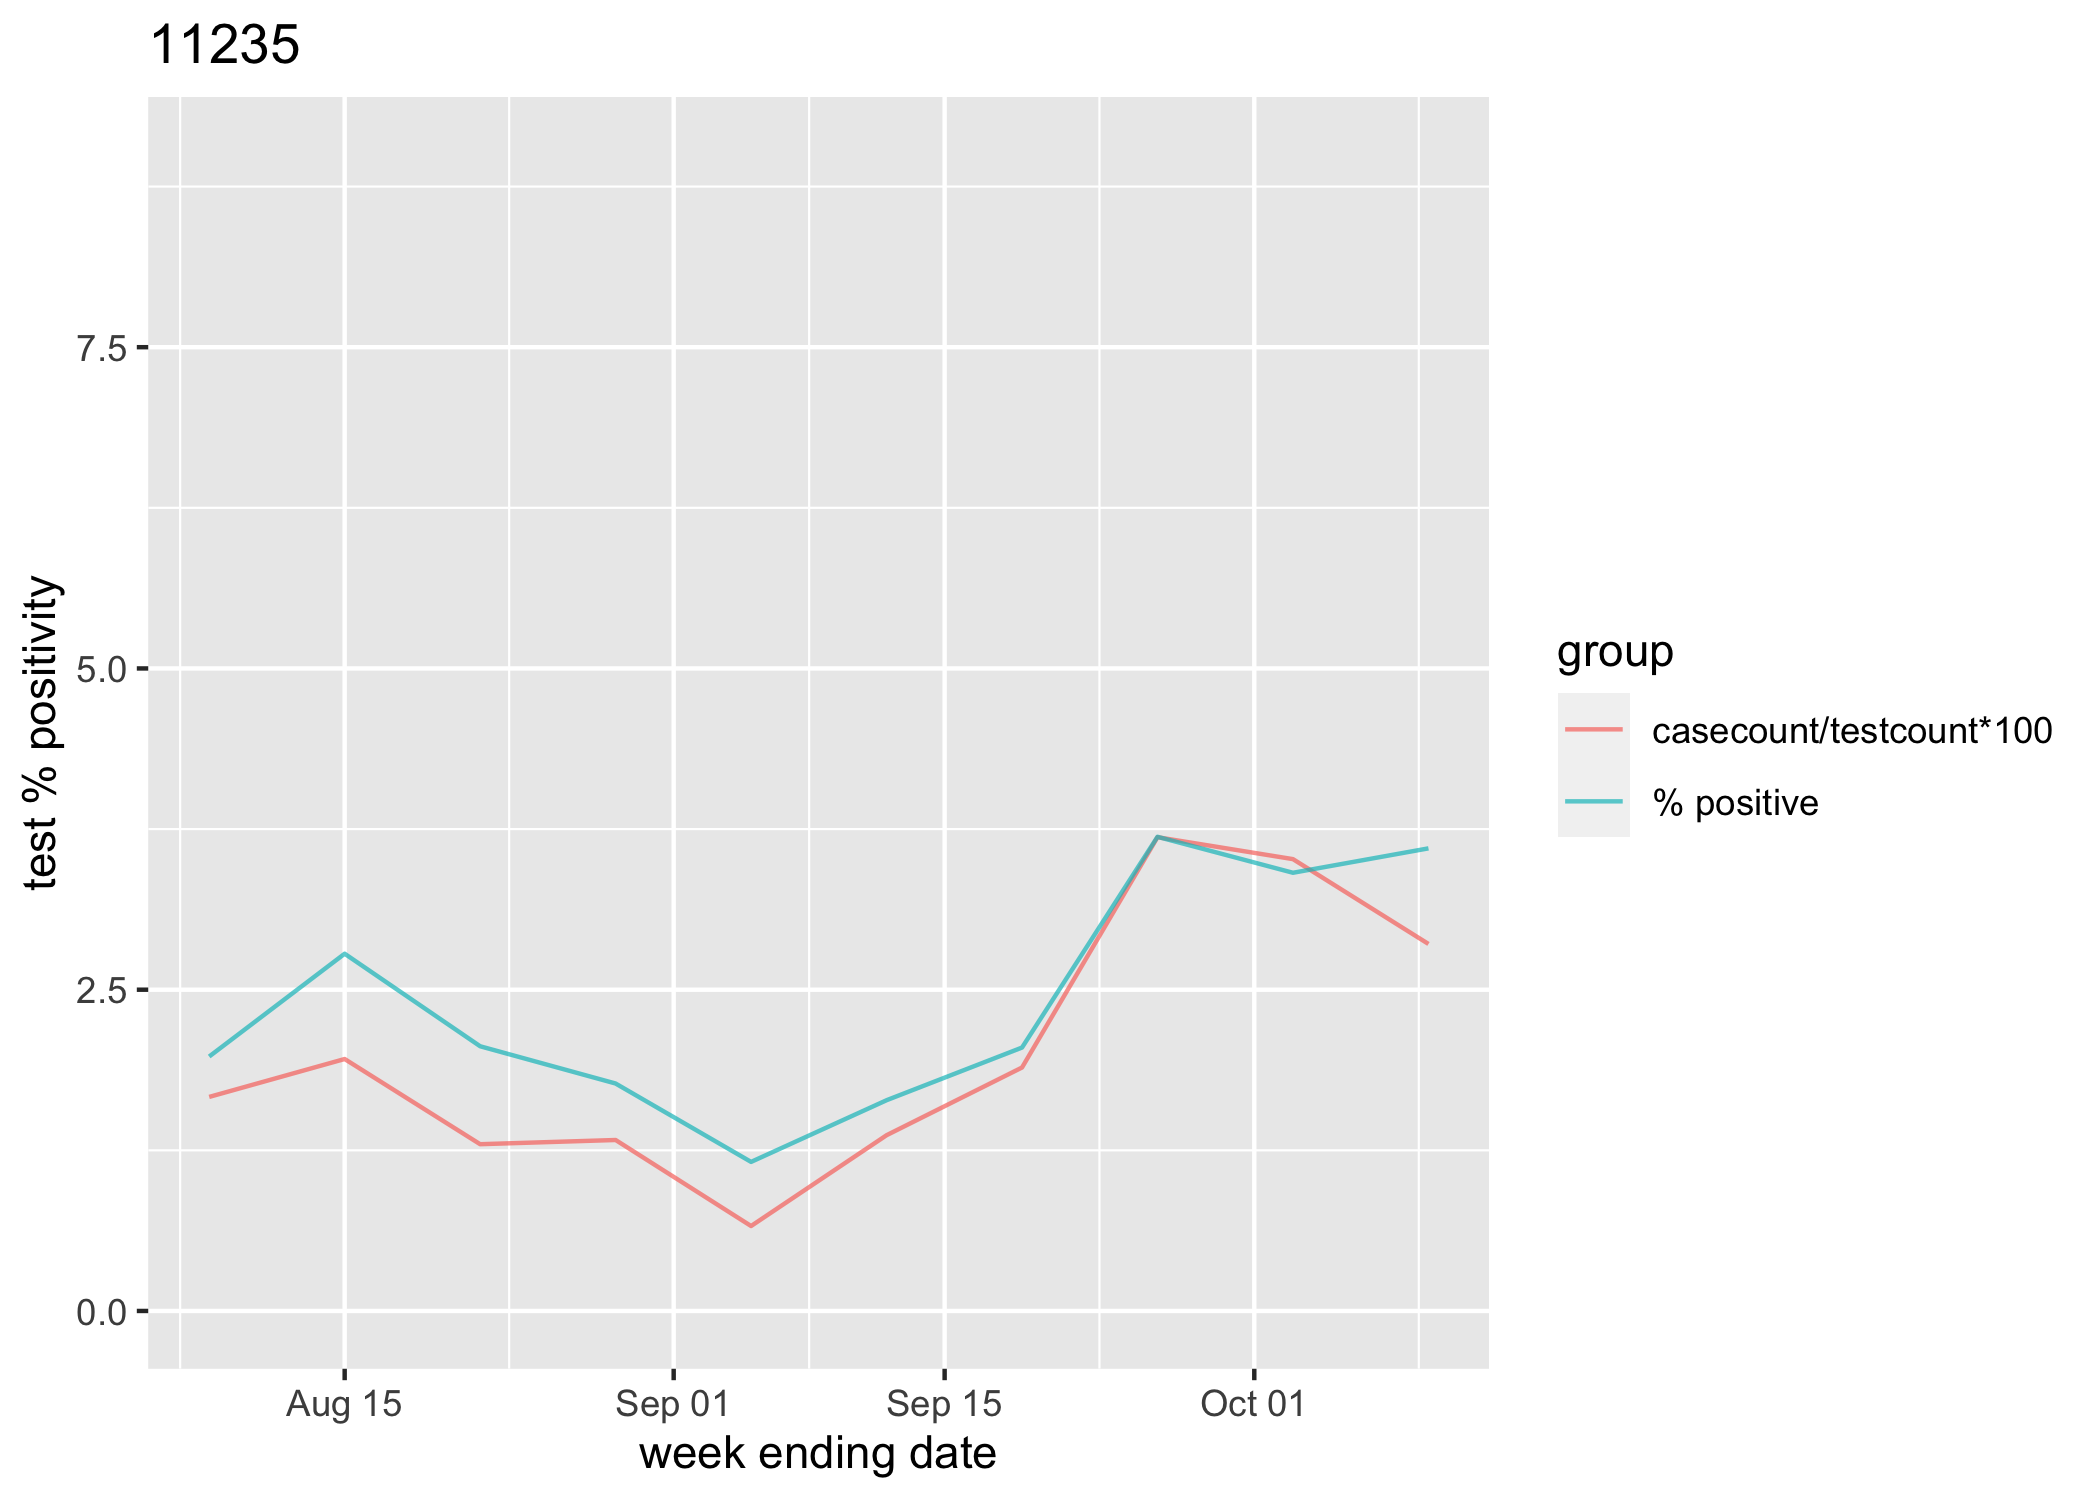 11235
test % positivity
7.5
5.0
2.5
0.0
Aug 15
Sep 01
Sep 15
Oct 01
week ending date
group
casecount/testcount*100
% positive